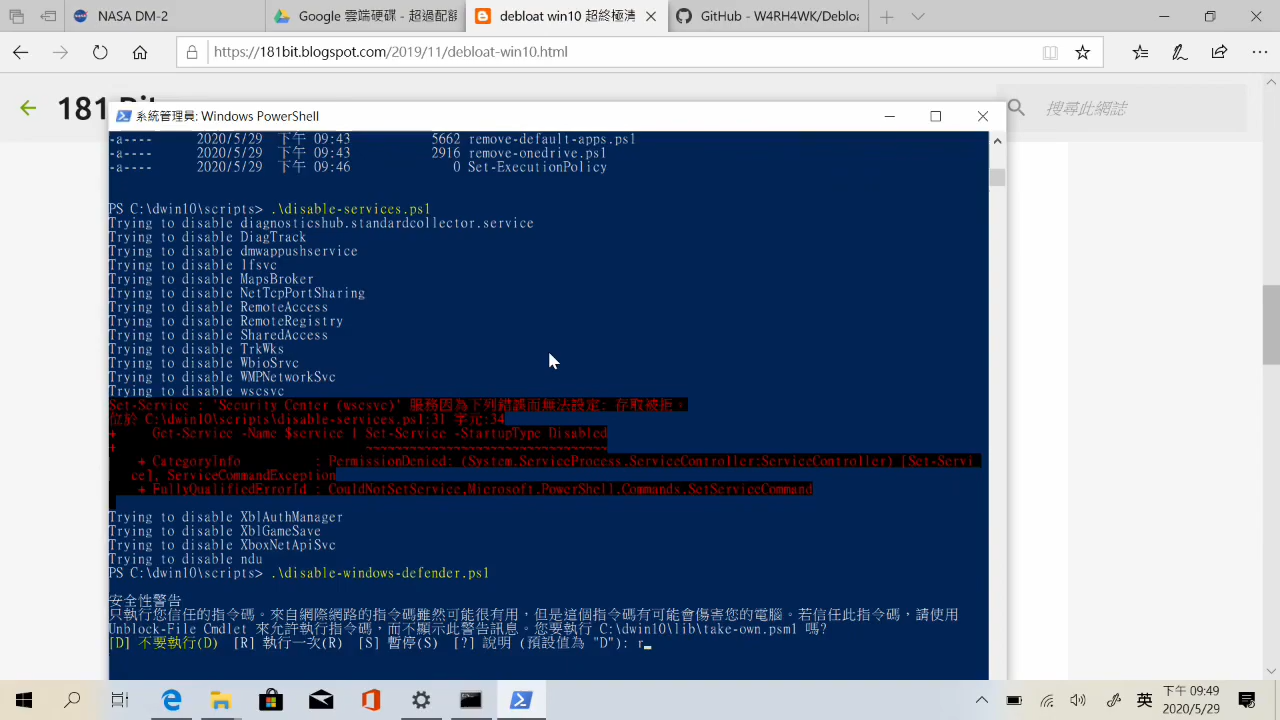 NASA Drive - 超頻記憶
debloat win10 超終極清
GitHub - W4RH4WK/Debloa
https://181bit.blogspot.com/2019/11/debloat-win10.html
搜尋此網誌
系統管理員: Windows PowerShell
-a---- 2020/5/29 下午 09:43 5662 remove-default-apps.ps1
-a---- 2020/5/29 下午 09:43 2916 remove-onedrive.ps1
-a---- 2020/5/29 下午 09:46 0 Set-ExecutionPolicy
PS C:\dwin10\scripts> .\disable-services.ps1
Trying to disable diagnosticshub.standardcollector.service
Trying to disable DiagTrack
Trying to disable dmwappushservice
Trying to disable lfsvc
Trying to disable MapsBroker
Trying to disable NetTcpPortSharing
Trying to disable RemoteAccess
Trying to disable RemoteRegistry
Trying to disable SharedAccess
Trying to disable TrkWks
Trying to disable WbioSrvc
Trying to disable WMPNetworkSvc
Trying to disable wscsvc
Set-Service : 'Security Center (wscsvc)' 服務因為下列錯誤而無法設定: 存取被拒。
位於 C:\dwin10\scripts\disable-services.ps1:31 字元:34
+     Get-Service -Name $service | Set-Service -StartupType Disabled
+                                  ~~~~~~~~~~~~~~~~~~~~~~~~~~~~~~~~~
    + CategoryInfo          : PermissionDenied: (System.ServiceProcess.ServiceController:ServiceController) [Set-Servi
   ce], ServiceCommandException
    + FullyQualifiedErrorId : CouldNotSetService,Microsoft.PowerShell.Commands.SetServiceCommand
Trying to disable XblAuthManager
Trying to disable XblGameSave
Trying to disable XboxNetApiSvc
Trying to disable ndu
PS C:\dwin10\scripts> .\disable-windows-defender.ps1
安全性警告
只執行您信任的指令碼。來自網際網路的指令碼雖然可能很有用，但是這個指令碼有可能會傷害您的電腦。若信任此指令碼，請使用
Unblock-File Cmdlet 來允許執行指令碼，而不顯示此警告訊息。您要執行 C:\dwin10\lib\take-own.psm1 嗎?
[D] 不要執行(D) [R] 執行一次(R) [S] 暫停(S) [?] 說明 (預設值為 "D"): r
英
下午 09:49
2020/5/29